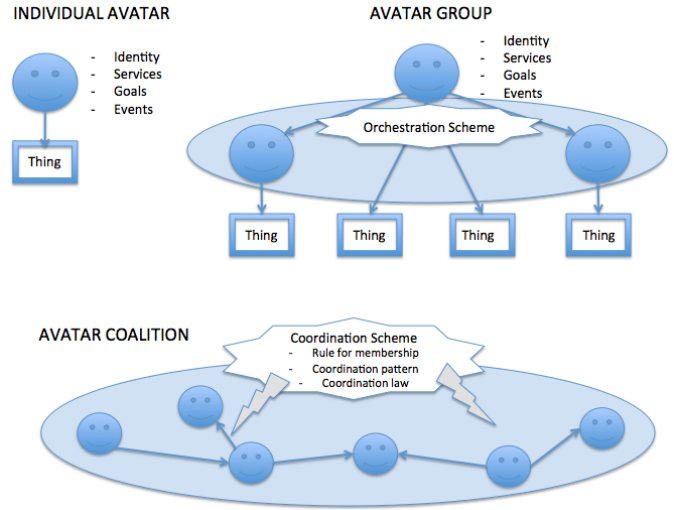 INDIVIDUAL AVATAR
- Identity
- Services
- Goals
- Events
Thing
AVATAR GROUP
- Identity
- Services
- Goals
- Events
Orchestration Scheme
Thing
Thing
Thing
Thing
AVATAR COALITION
Coordination Scheme
- Rule for membership
- Coordination pattern
- Coordination law